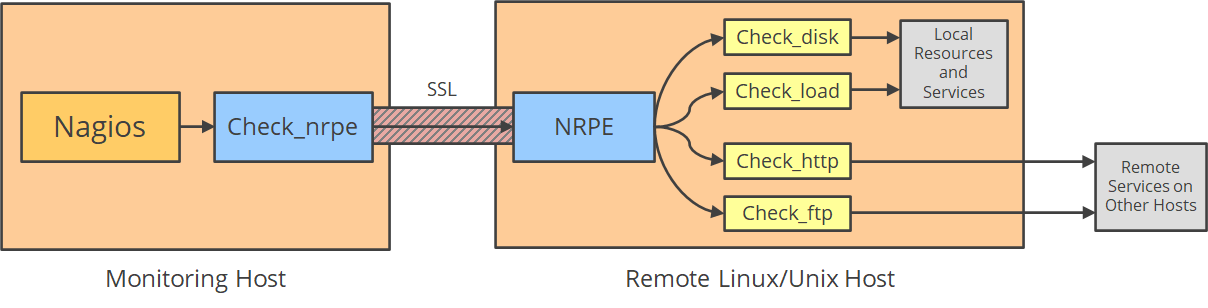 Nagios
Check_nrpe
SSL
NRPE
Check_disk
Check_load
Check_http
Check_ftp
Local
Resources
and
Services
Remote
Services on
Other Hosts
Monitoring Host
Remote Linux/Unix Host